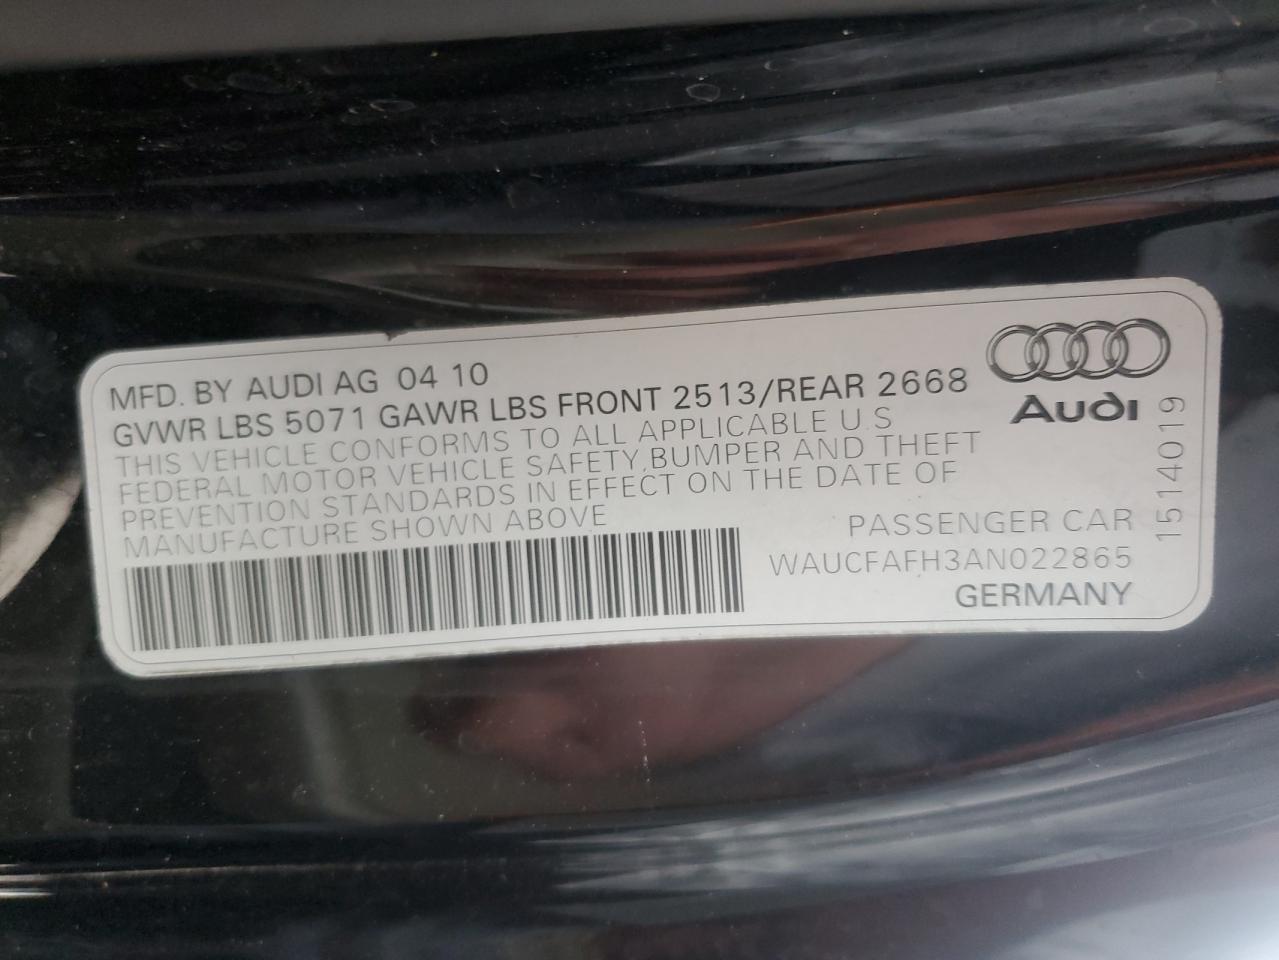 MFD. BY AUDI AG 04 10
GVWR LBS 5071 GAWR LBS FRONT 2513/REAR 2668
THIS VEHICLE CONFORMS TO ALL APPLICABLE U.S
FEDERAL MOTOR VEHICLE SAFETY, BUMPER AND THEFT
PREVENTION STANDARDS IN EFFECT ON THE DATE OF
MANUFACTURE SHOWN ABOVE
Audi
1514019
PASSENGER CAR
WAUCFAFH3AN022865
GERMANY